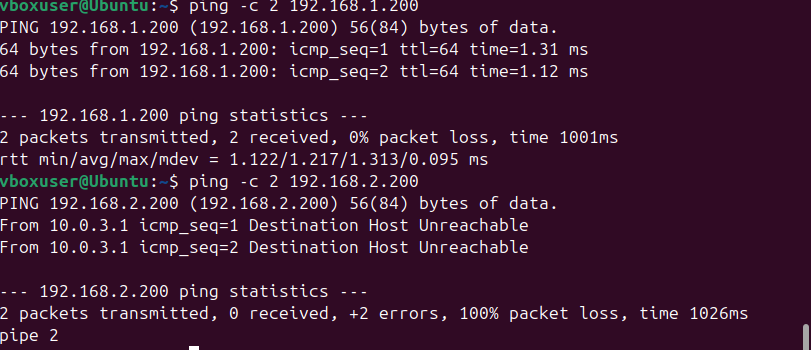 vboxuser@Ubuntu:~$ ping -c 2 192.168.1.200
PING 192.168.1.200 (192.168.1.200) 56(84) bytes of data.
64 bytes from 192.168.1.200: icmp_seq=1 ttl=64 time=1.31 ms
64 bytes from 192.168.1.200: icmp_seq=2 ttl=64 time=1.12 ms
--- 192.168.1.200 ping statistics ---
2 packets transmitted, 2 received, 0% packet loss, time 1001ms
rtt min/avg/max/mdev = 1.122/1.217/1.313/0.095 ms
vboxuser@Ubuntu:~$ ping -c 2 192.168.2.200
PING 192.168.2.200 (192.168.2.200) 56(84) bytes of data.
From 10.0.3.1 icmp_seq=1 Destination Host Unreachable
From 10.0.3.1 icmp_seq=2 Destination Host Unreachable
--- 192.168.2.200 ping statistics ---
2 packets transmitted, 0 received, +2 errors, 100% packet loss, time 1026ms
pipe 2